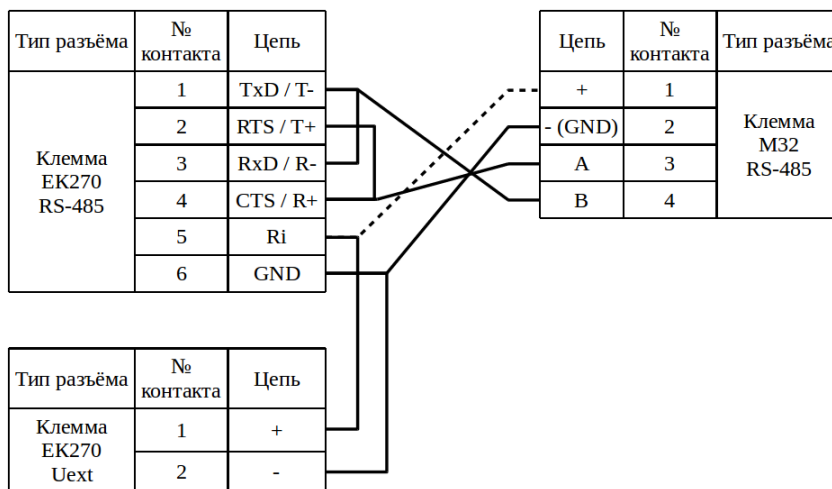 Тип разъёма
№
контакта
Цепь
Клемма
ЕК270
RS-485
1
TxD / T-
2
RTS / T+
3
RxD / R-
4
CTS / R+
5
Ri
6
GND
Цепь
№
контакта
Тип разъёма
+
1
- (GND)
2
A
3
B
4
Клемма
М32
RS-485
Тип разъёма
№
контакта
Цепь
Клемма
ЕК270
Uext
1
+
2
-